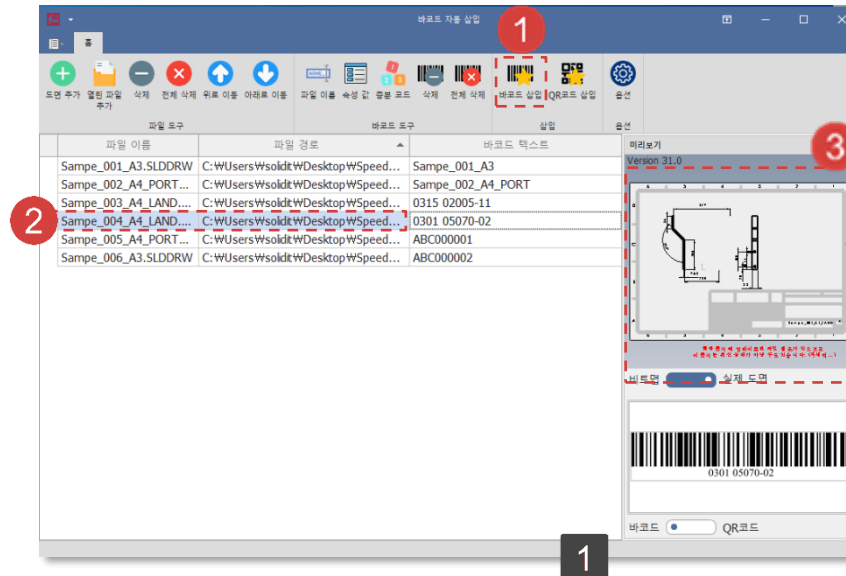 바코드 자동 삽입
1
홈
도면 추가
열린 파일
추가
삭제
전체 삭제
위로 이동
아래로 이동
파일 이름
속성 값
증분 코드
삭제
전체 삭제
바코드 삽입
QR코드 삽입
옵션
파일 도구
바코드 도구
삽입
옵션
파일 이름
파일 경로
바코드 텍스트
미리보기
3
Version 31.0
Sampe_001_A3.SLDDRW C:₩Users₩solidit₩Desktop₩Speed... Sampe_001_A3
Sampe_002_A4_PORT... C:₩Users₩solidit₩Desktop₩Speed... Sampe_002_A4_PORT
Sampe_003_A4_LAND.... C:₩Users₩solidit₩Desktop₩Speed... 0315 02005-11
2
Sampe_004_A4_LAND.... C:₩Users₩solidit₩Desktop₩Speed... 0301 05070-02
Sampe_005_A4_PORT... C:₩Users₩solidit₩Desktop₩Speed... ABC000001
Sampe_006_A3.SLDDRW C:₩Users₩solidit₩Desktop₩Speed... ABC000002
비트맵
실제 도면
0301 05070-02
바코드
QR코드
1